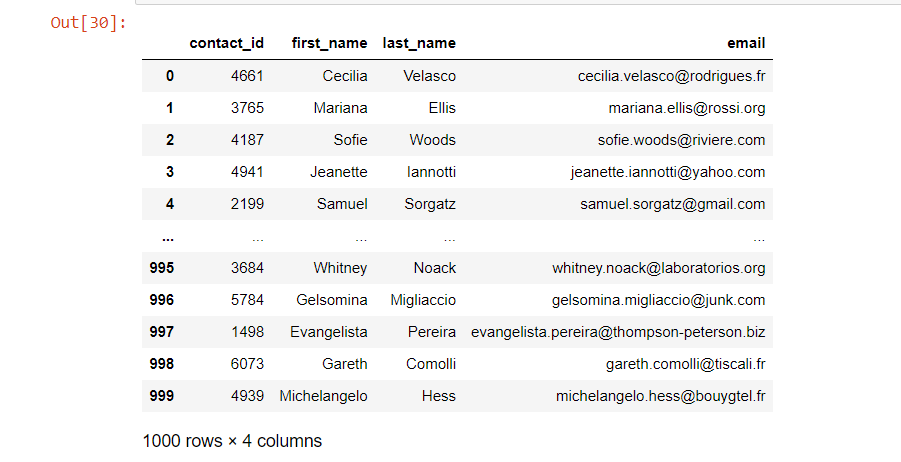 Out[30]:
contact_id first_name last_name email
0 4661 Cecilia Velasco cecilia.velasco@rodrigues.fr
1 3765 Mariana Ellis mariana.ellis@rossi.org
2 4187 Sofie Woods sofie.woods@riviere.com
3 4941 Jeanette Iannotti jeanette.iannotti@yahoo.com
4 2199 Samuel Sorgatz samuel.sorgatz@gmail.com
... ... ... ... ...
995 3684 Whitney Noack whitney.noack@laboratorios.org
996 5784 Gelsomina Migliaccio gelsomina.migliaccio@junk.com
997 1498 Evangelista Pereira evangelista.pereira@thompson-peterson.biz
998 6073 Gareth Comolli gareth.comolli@tiscali.fr
999 4939 Michelangelo Hess michelangelo.hess@bouygtel.fr
1000 rows × 4 columns